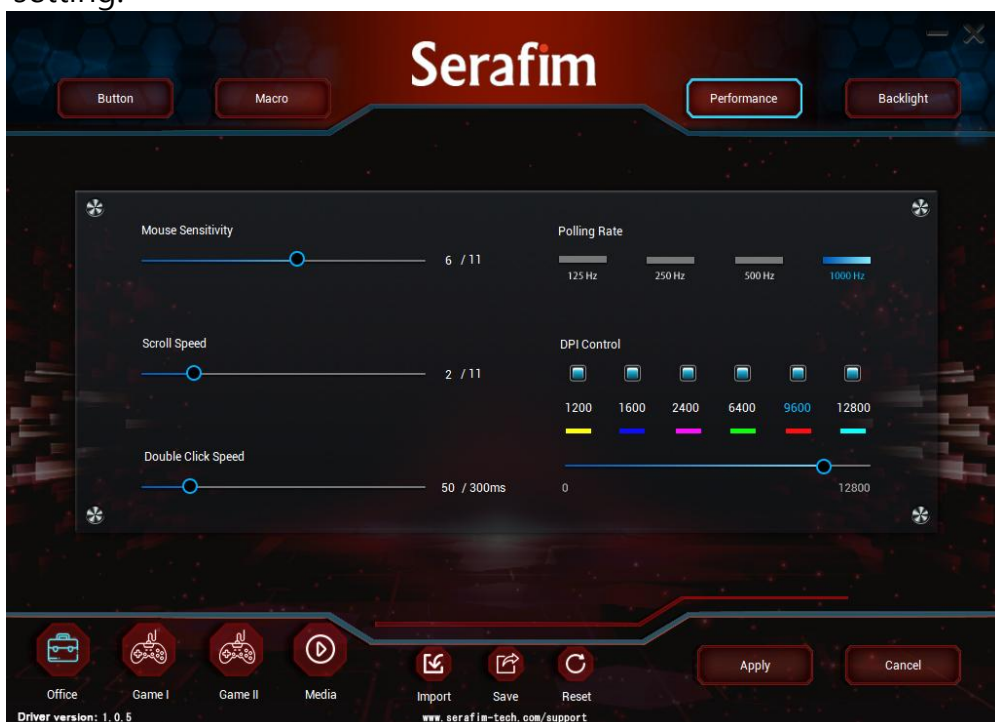 setting.
Serafim
Button
Macro
Performance
Backlight
Mouse Sensitivity
6 / 11
Polling Rate
125 Hz
250 Hz
500 Hz
1000 Hz
Scroll Speed
2 / 11
DPI Control
1200 1600 2400 6400 9600 12800
Double Click Speed
50 / 300ms
0
12800
Office
Game I
Game II
Media
Import
Save
Reset
Apply
Cancel
Driver version: 1.0.5
www.serafim-tech.com/support